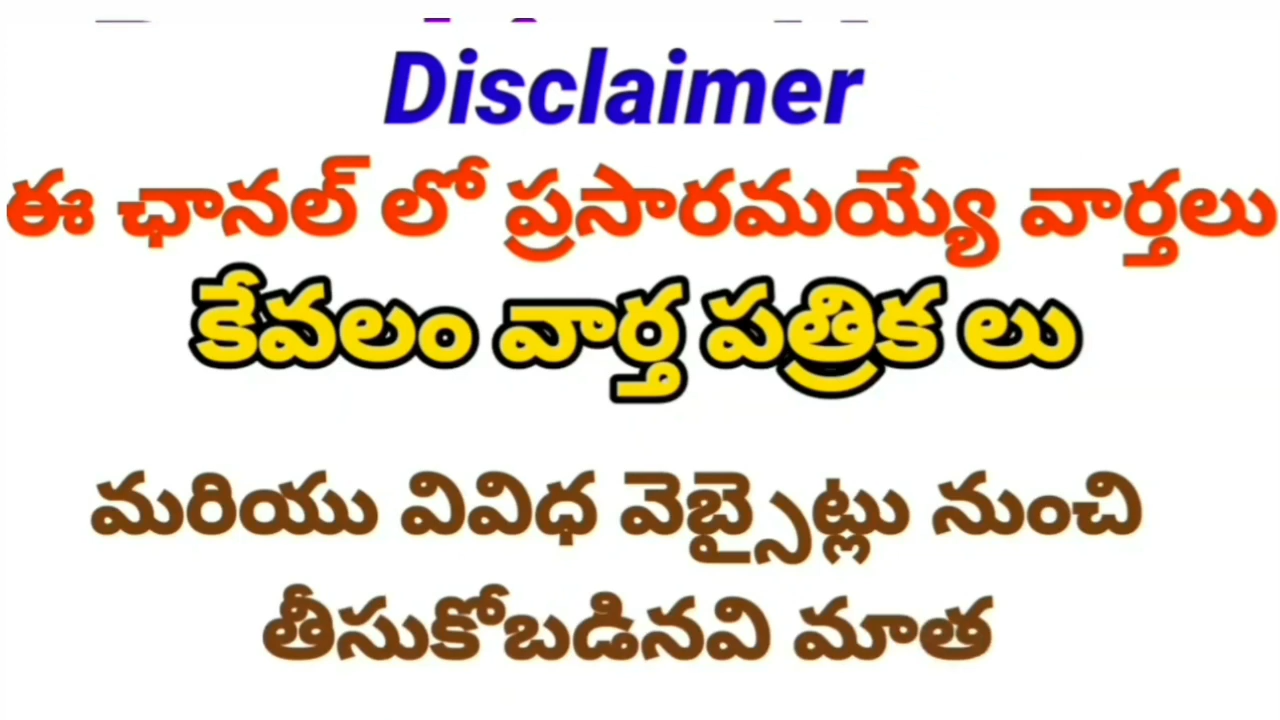 Disclaimer
ఈ ఛానల్ లో ప్రసారమయ్యే వార్తలు
కేవలం వార్త పత్రిక లు
మరియు వివిధ వెబ్సైట్లు నుంచి
తీసుకోబడినవి మాత